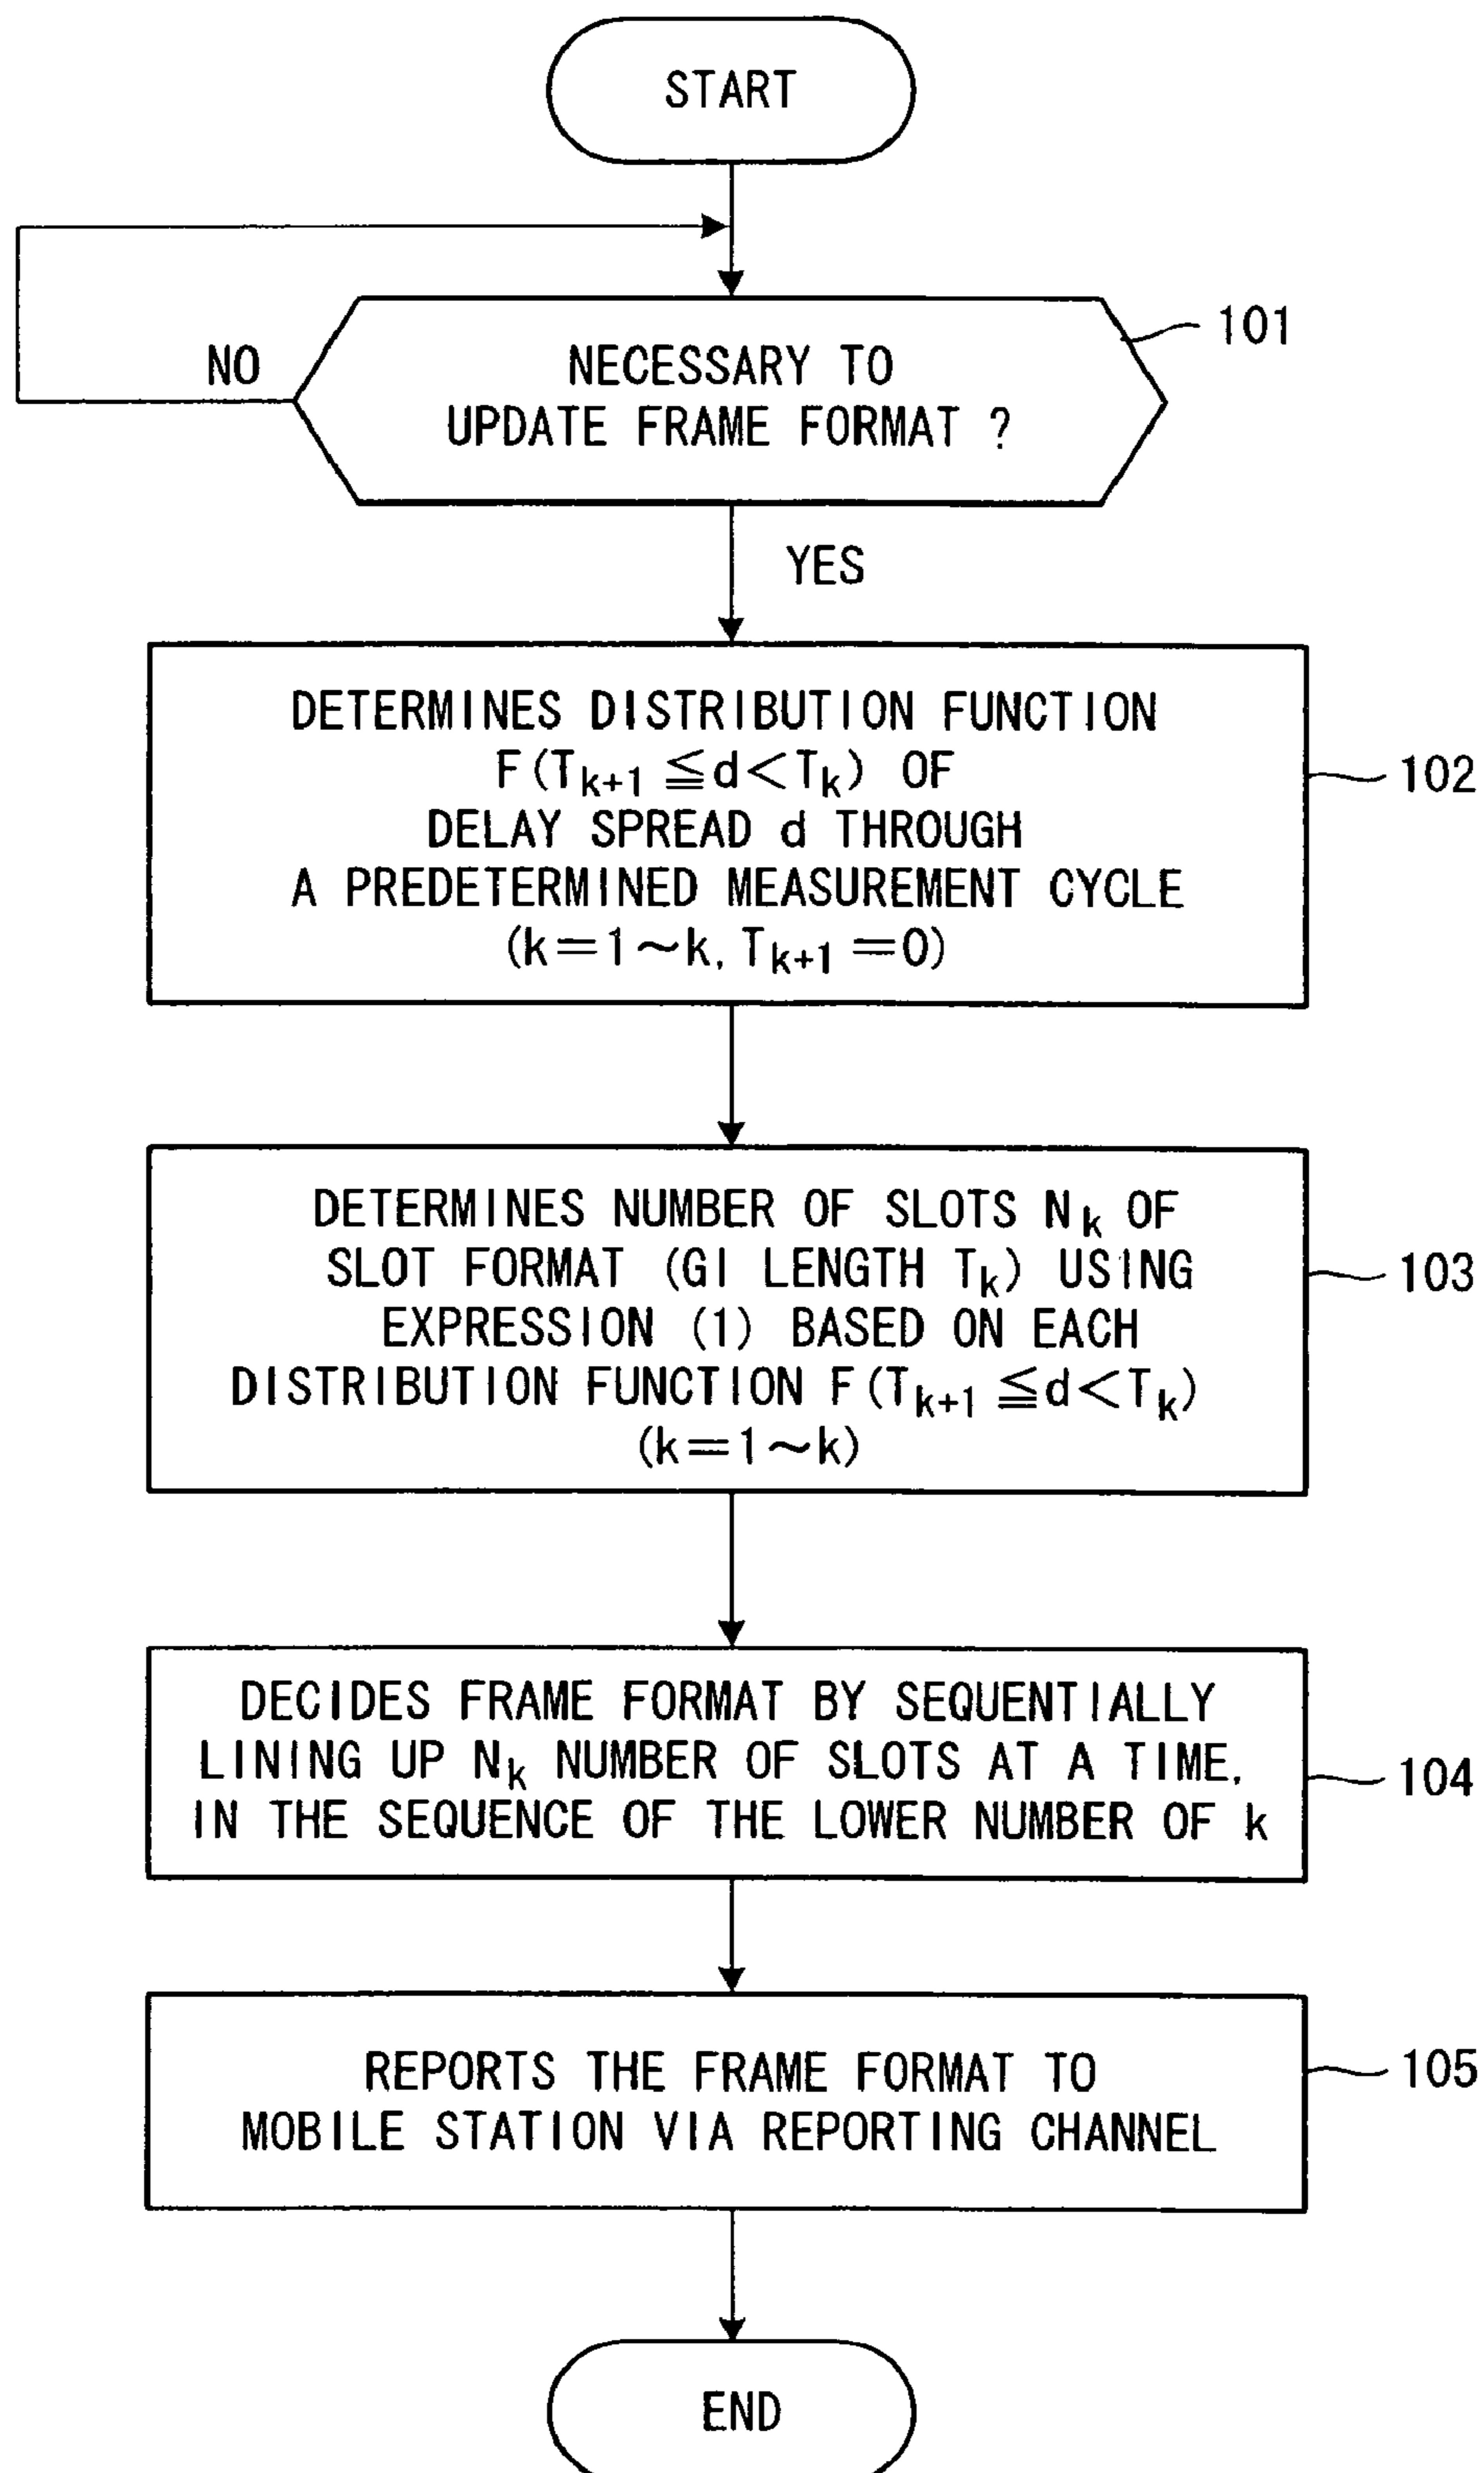 START
NO
NECESSARY TO
UPDATE FRAME FORMAT ?
101
YES
DETERMINES DISTRIBUTION FUNCTION
F(Tk+1 ≦d<Tk) OF
DELAY SPREAD d THROUGH
A PREDETERMINED MEASUREMENT CYCLE
(k=1~k, Tk+1=0)
102
DETERMINES NUMBER OF SLOTS Nk OF
SLOT FORMAT (GI LENGTH Tk) USING
EXPRESSION (1) BASED ON EACH
DISTRIBUTION FUNCTION F(Tk+1 ≦d<Tk)
(k=1~k)
103
DECIDES FRAME FORMAT BY SEQUENTIALLY
LINING UP Nk NUMBER OF SLOTS AT A TIME,
IN THE SEQUENCE OF THE LOWER NUMBER OF k
104
REPORTS THE FRAME FORMAT TO
MOBILE STATION VIA REPORTING CHANNEL
105
END